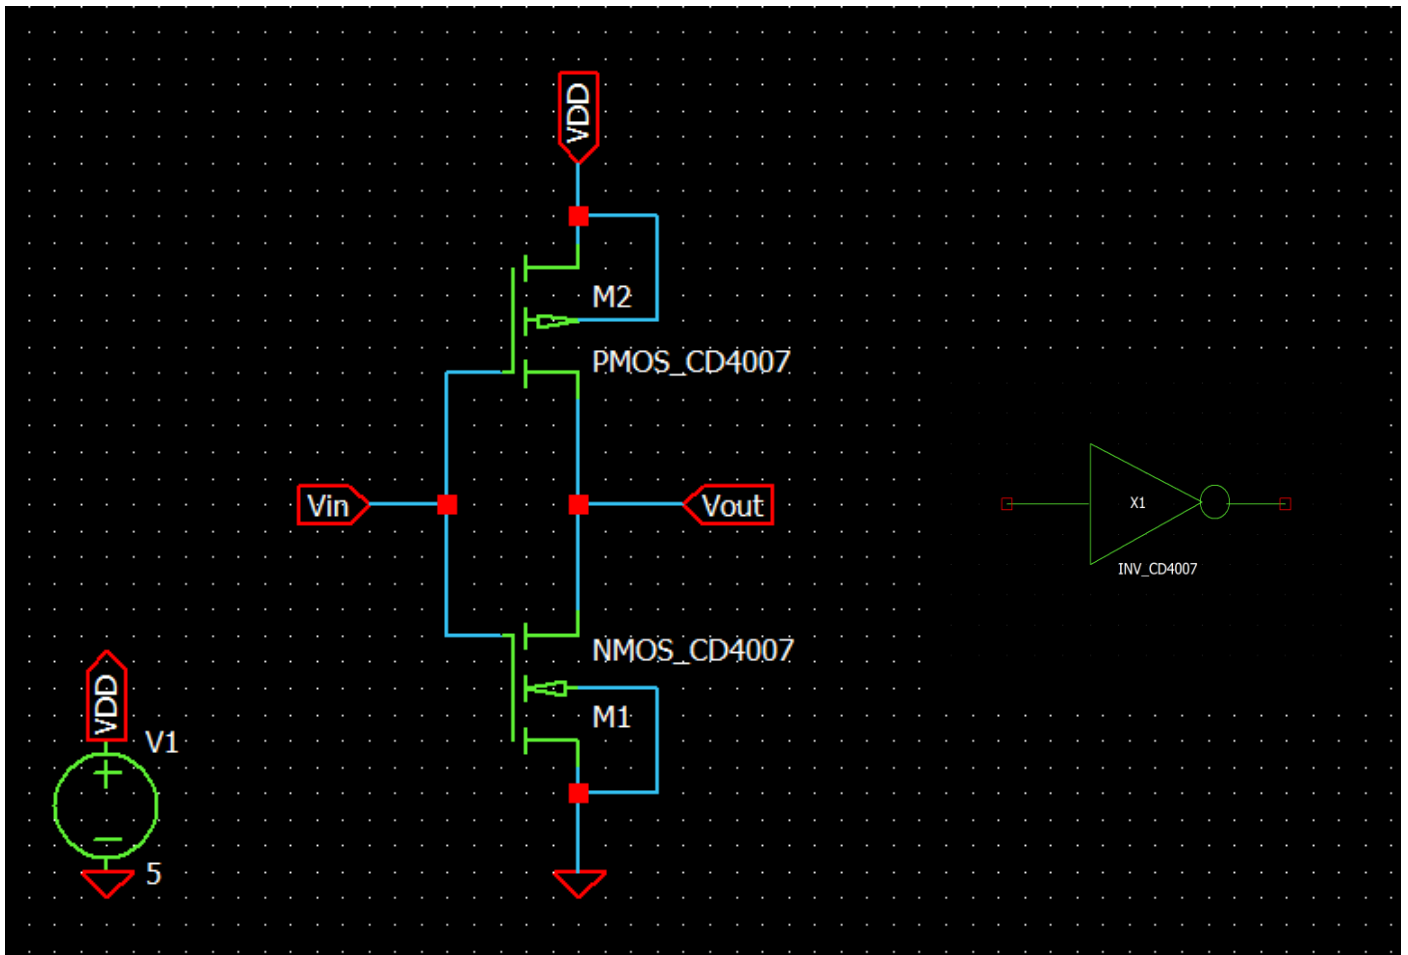 VDD
M2
PMOS_CD4007
Vin
Vout
X1
INV_CD4007
NMOS_CD4007
M1
VDD
V1
5